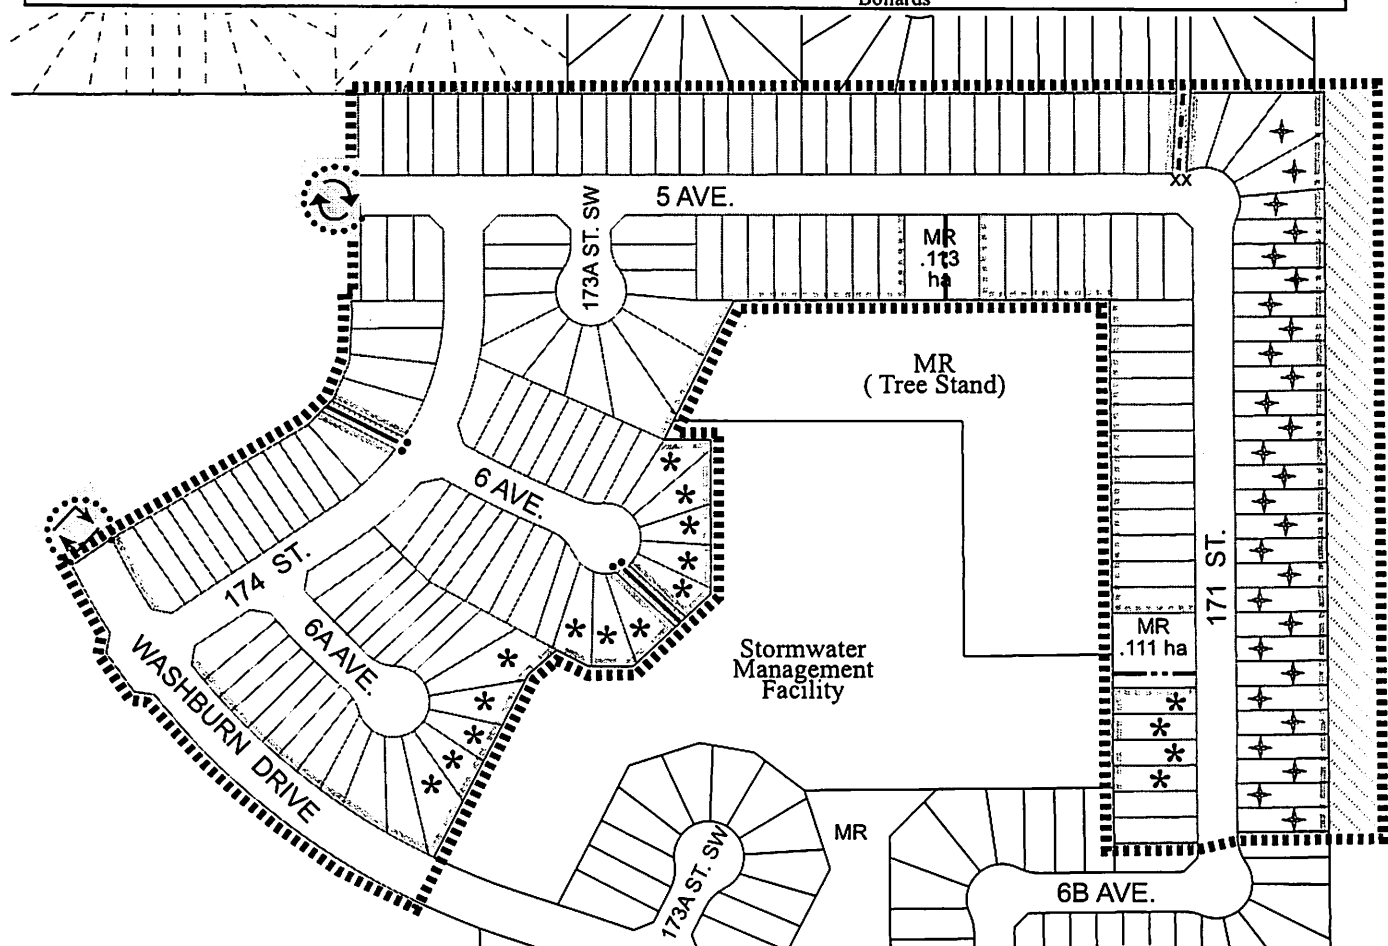 Bollards
5 AVE.
173A ST. SW
MR
.113
ha
MR
( Tree Stand)
6 AVE.
174 ST.
6A AVE.
WASHBURN DRIVE
171 ST.
MR
.111 ha
Stormwater
Management
Facility
MR
173A ST. SW
6B AVE.
XX